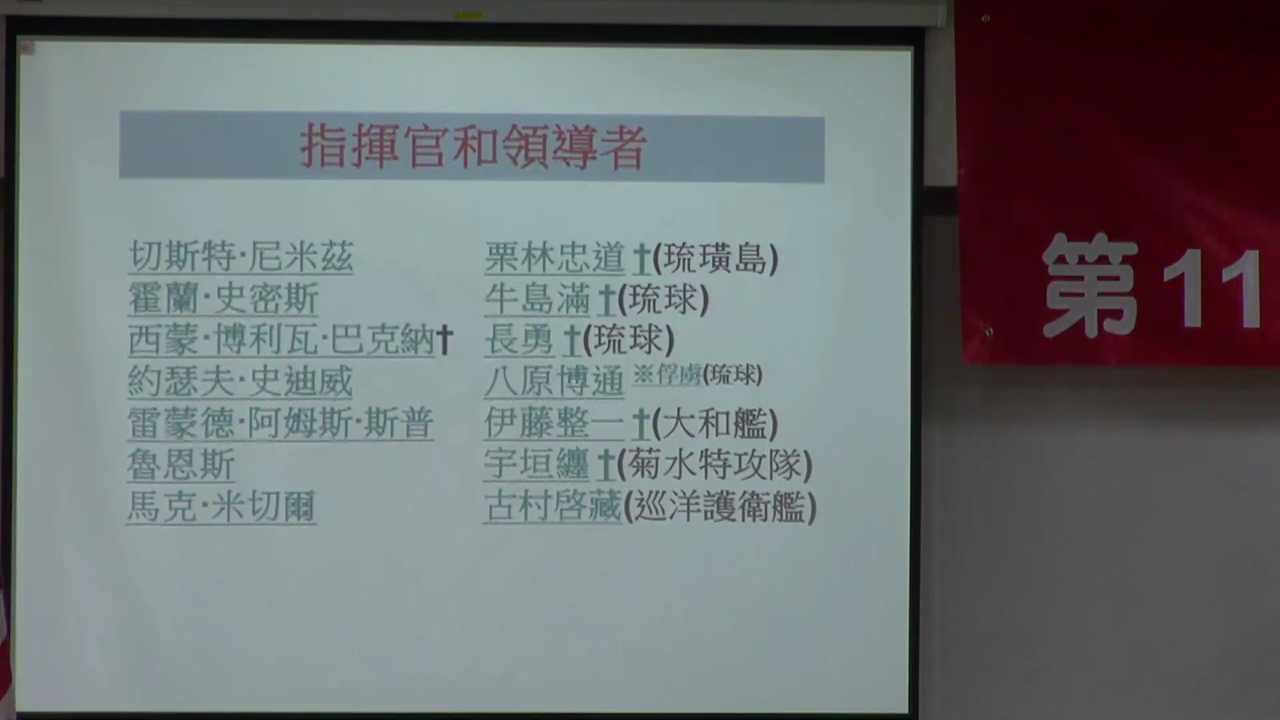 指揮官和領導者
切斯特·尼米茲
霍蘭·史密斯
西蒙·博利瓦·巴克納✝
約瑟夫·史迪威
雷蒙德·阿姆斯·斯普
魯恩斯
馬克·米切爾
栗林忠道✝(琉璜島)
牛島滿✝(琉球)
長勇✝(琉球)
八原博通※俘虜(琉球)
伊藤整一✝(大和艦)
宇垣纏✝(菊水特攻隊)
古村啓藏(巡洋護衛艦)
第11